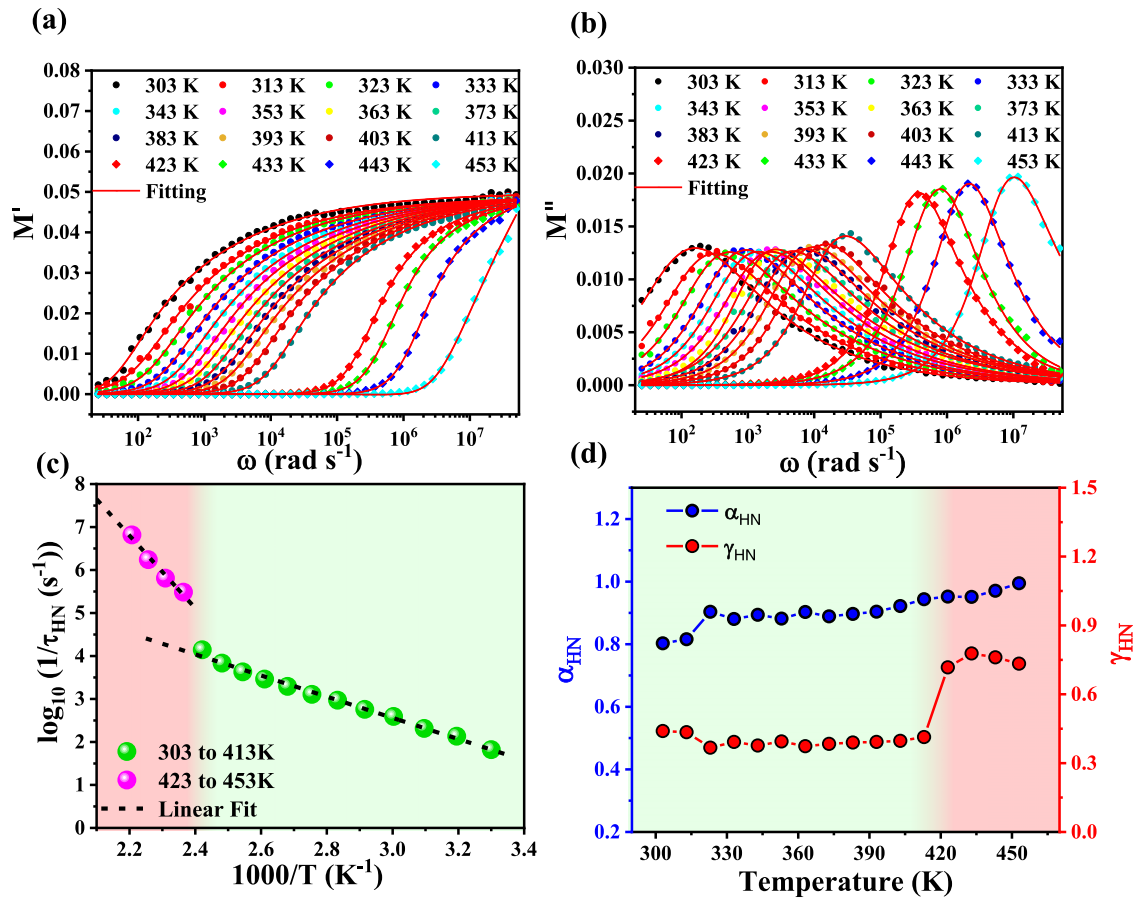 (a)
0.08
0.07
0.06
0.05
0.04
0.03
0.02
0.01
0.00
M'
303 K 313 K 323 K 333 K
343 K 353 K 363 K 373 K
383 K 393 K 403 K 413 K
423 K 433 K 443 K 453 K
Fitting
10² 10³ 10⁴ 10⁵ 10⁶ 10⁷
ω (rad s⁻¹)
(b)
0.030
0.025
0.020
0.015
0.010
0.005
0.000
M"
303 K 313 K 323 K 333 K
343 K 353 K 363 K 373 K
383 K 393 K 403 K 413 K
423 K 433 K 443 K 453 K
Fitting
10² 10³ 10⁴ 10⁵ 10⁶ 10⁷
ω (rad s⁻¹)
(c)
8
7
6
5
4
3
2
1
0
log₁₀ (1/τHN (s⁻¹))
303 to 413K
423 to 453K
Linear Fit
2.2 2.4 2.6 2.8 3.0 3.2 3.4
1000/T (K⁻¹)
(d)
1.2
1.0
0.8
0.6
0.4
0.2
αHN
αHN
γHN
1.5
1.2
0.9
0.6
0.3
0.0
γHN
300 330 360 390 420 450
Temperature (K)